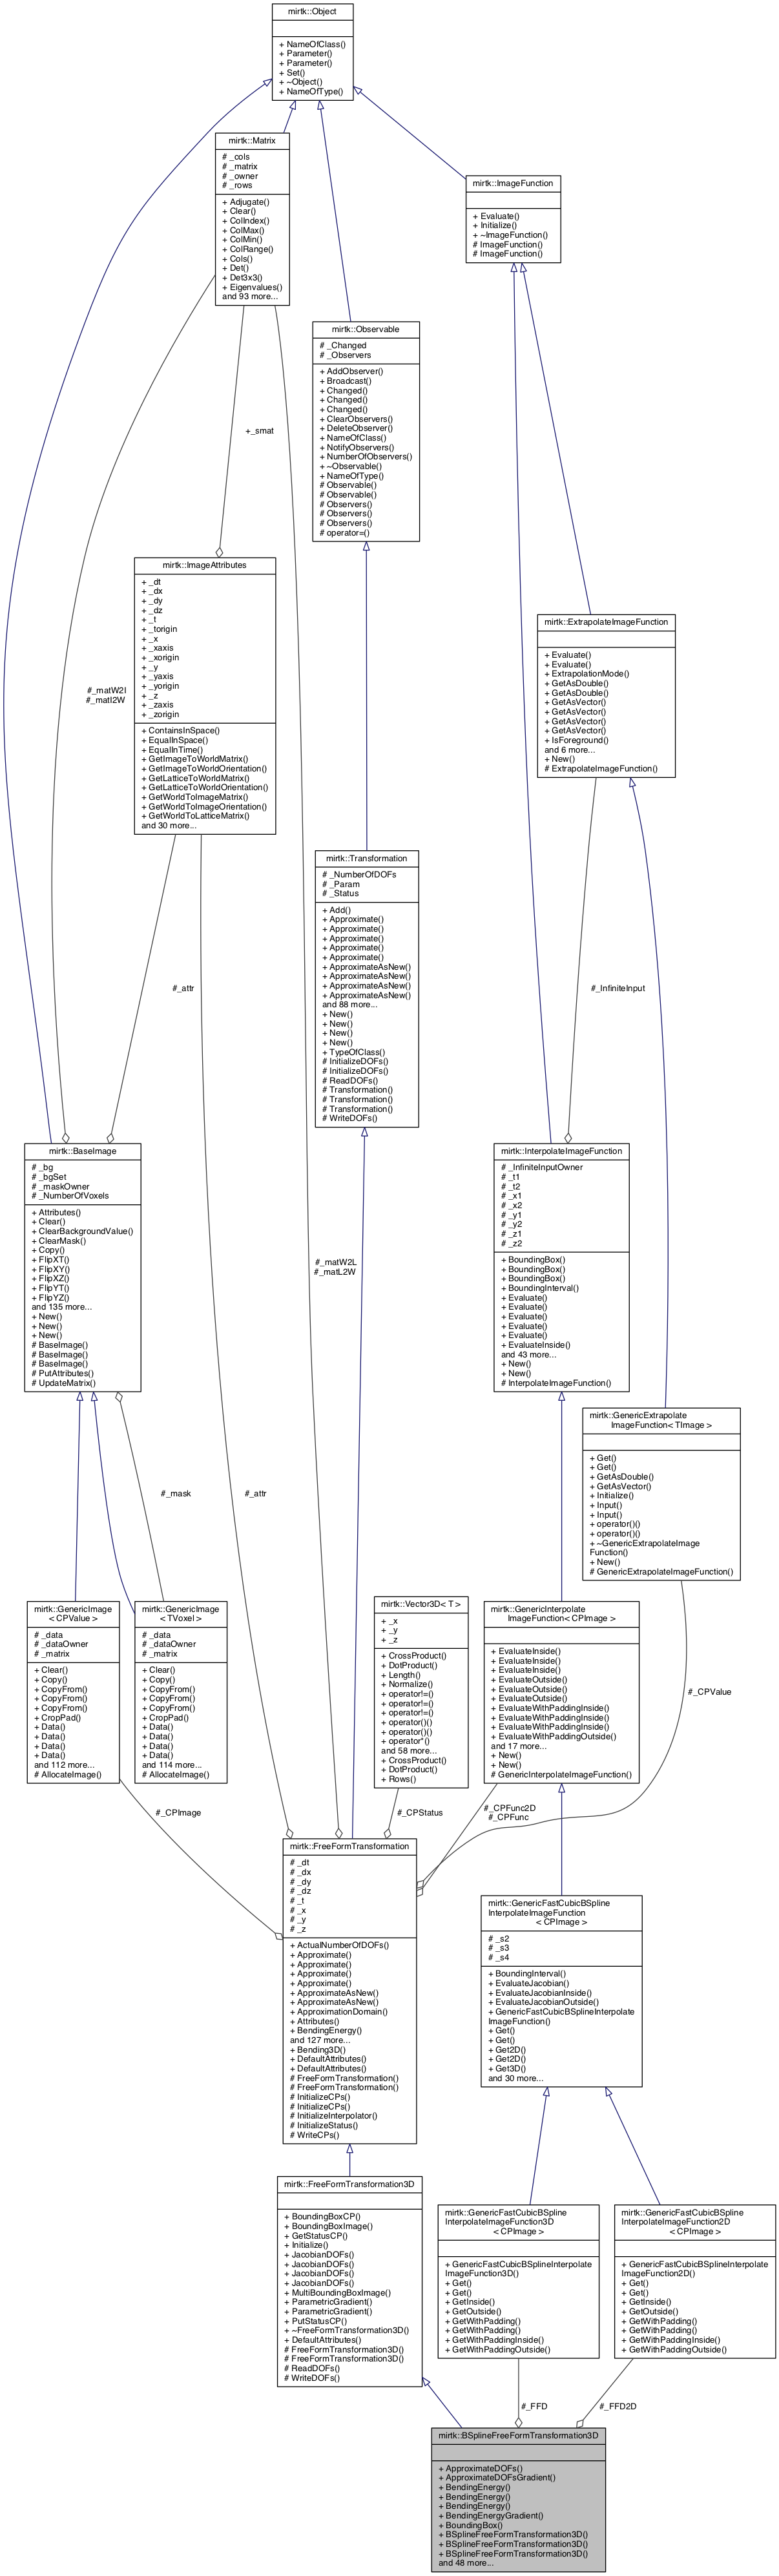 mirtk::Object
+ NameOfClass()
+ Parameter()
+ Parameter()
+ Set()
+ ~Object()
+ NameOfType()
mirtk::Matrix
# _cols
# _matrix
# _owner
# _rows
+ Adjugate()
+ Clear()
+ ColIndex()
+ ColMax()
+ ColMin()
+ ColRange()
+ Cols()
+ Det()
+ Det3x3()
+ Eigenvalues()
and 93 more...
mirtk::ImageFunction
+ Evaluate()
+ Initialize()
+ ~ImageFunction()
# ImageFunction()
# ImageFunction()
mirtk::Observable
# _Changed
# _Observers
+ AddObserver()
+ Broadcast()
+ Changed()
+ Changed()
+ Changed()
+ ClearObservers()
+ DeleteObserver()
+ NameOfClass()
+ NotifyObservers()
+ NumberOfObservers()
+ ~Observable()
+ NameOfType()
# Observable()
# Observable()
# Observers()
# Observers()
# Observers()
# operator=()
+_smat
mirtk::ImageAttributes
+ _dt
+ _dx
+ _dy
+ _dz
+ _t
+ _torigin
+ _x
+ _xaxis
+ _xorigin
+ _y
+ _yaxis
+ _yorigin
+ _z
+ _zaxis
+ _zorigin
+ ContainsInSpace()
+ EqualInSpace()
+ EqualInTime()
+ GetImageToWorldMatrix()
+ GetImageToWorldOrientation()
+ GetLatticeToWorldMatrix()
+ GetLatticeToWorldOrientation()
+ GetWorldToImageMatrix()
+ GetWorldToImageOrientation()
+ GetWorldToLatticeMatrix()
and 30 more...
#_matW2I
#_matI2W
mirtk::ExtrapolateImageFunction
+ Evaluate()
+ Evaluate()
+ ExtrapolationMode()
+ GetAsDouble()
+ GetAsDouble()
+ GetAsVector()
+ GetAsVector()
+ GetAsVector()
+ GetAsVector()
+ IsForeground()
and 6 more...
+ New()
# ExtrapolateImageFunction()
mirtk::Transformation
# _NumberOfDOFs
# _Param
# _Status
+ Add()
+ Approximate()
+ Approximate()
+ Approximate()
+ Approximate()
+ Approximate()
+ ApproximateAsNew()
+ ApproximateAsNew()
+ ApproximateAsNew()
+ ApproximateAsNew()
and 88 more...
+ New()
+ New()
+ New()
+ New()
+ TypeOfClass()
# InitializeDOFs()
# InitializeDOFs()
# ReadDOFs()
# Transformation()
# Transformation()
# Transformation()
# WriteDOFs()
#_attr
#_InfiniteInput
mirtk::BaseImage
# _bg
# _bgSet
# _maskOwner
# _NumberOfVoxels
+ Attributes()
+ Clear()
+ ClearBackgroundValue()
+ ClearMask()
+ Copy()
+ FlipXT()
+ FlipXY()
+ FlipXZ()
+ FlipYT()
+ FlipYZ()
and 135 more...
+ New()
+ New()
+ New()
# BaseImage()
# BaseImage()
# BaseImage()
# PutAttributes()
# UpdateMatrix()
mirtk::InterpolateImageFunction
# _InfiniteInputOwner
# _t1
# _t2
# _x1
# _x2
# _y1
# _y2
# _z1
# _z2
+ BoundingBox()
+ BoundingBox()
+ BoundingBox()
+ BoundingInterval()
+ Evaluate()
+ Evaluate()
+ Evaluate()
+ Evaluate()
+ Evaluate()
+ EvaluateInside()
and 43 more...
+ New()
+ New()
# InterpolateImageFunction()
#_matW2L
#_matL2W
mirtk::GenericExtrapolate
ImageFunction< TImage >
+ Get()
+ Get()
+ GetAsDouble()
+ GetAsVector()
+ Initialize()
+ Input()
+ Input()
+ operator()()
+ operator()()
+ ~GenericExtrapolateImage
Function()
+ New()
# GenericExtrapolateImageFunction()
#_mask
#_attr
mirtk::GenericImage
< CPValue >
# _data
# _dataOwner
# _matrix
+ Clear()
+ Copy()
+ CopyFrom()
+ CopyFrom()
+ CopyFrom()
+ CropPad()
+ Data()
+ Data()
+ Data()
+ Data()
and 112 more...
# AllocateImage()
mirtk::GenericImage
< TVoxel >
# _data
# _dataOwner
# _matrix
+ Clear()
+ Copy()
+ CopyFrom()
+ CopyFrom()
+ CopyFrom()
+ CropPad()
+ Data()
+ Data()
+ Data()
+ Data()
and 114 more...
# AllocateImage()
mirtk::Vector3D< T >
+ _x
+ _y
+ _z
+ CrossProduct()
+ DotProduct()
+ Length()
+ Normalize()
+ operator!=()
+ operator!=()
+ operator!=()
+ operator()()
+ operator()()
+ operator*()
and 58 more...
+ CrossProduct()
+ DotProduct()
+ Rows()
mirtk::GenericInterpolate
ImageFunction< CPImage >
+ EvaluateInside()
+ EvaluateInside()
+ EvaluateInside()
+ EvaluateOutside()
+ EvaluateOutside()
+ EvaluateOutside()
+ EvaluateWithPaddingInside()
+ EvaluateWithPaddingInside()
+ EvaluateWithPaddingInside()
+ EvaluateWithPaddingOutside()
and 17 more...
+ New()
+ New()
# GenericInterpolateImageFunction()
#_CPValue
#_CPImage
#_CPStatus
#_CPFunc2D
#_CPFunc
mirtk::FreeFormTransformation
# _dt
# _dx
# _dy
# _dz
# _t
# _x
# _y
# _z
+ ActualNumberOfDOFs()
+ Approximate()
+ Approximate()
+ Approximate()
+ Approximate()
+ ApproximateAsNew()
+ ApproximateAsNew()
+ ApproximationDomain()
+ Attributes()
+ BendingEnergy()
and 127 more...
+ Bending3D()
+ DefaultAttributes()
+ DefaultAttributes()
# FreeFormTransformation()
# FreeFormTransformation()
# InitializeCPs()
# InitializeCPs()
# InitializeInterpolator()
# InitializeStatus()
# WriteCPs()
mirtk::GenericFastCubicBSpline
InterpolateImageFunction
< CPImage >
# _s2
# _s3
# _s4
+ BoundingInterval()
+ EvaluateJacobian()
+ EvaluateJacobianInside()
+ EvaluateJacobianOutside()
+ GenericFastCubicBSplineInterpolate
ImageFunction()
+ Get()
+ Get()
+ Get2D()
+ Get2D()
+ Get3D()
and 30 more...
mirtk::FreeFormTransformation3D
+ BoundingBoxCP()
+ BoundingBoxImage()
+ GetStatusCP()
+ Initialize()
+ JacobianDOFs()
+ JacobianDOFs()
+ JacobianDOFs()
+ JacobianDOFs()
+ MultiBoundingBoxImage()
+ ParametricGradient()
+ ParametricGradient()
+ PutStatusCP()
+ ~FreeFormTransformation3D()
+ DefaultAttributes()
# FreeFormTransformation3D()
# FreeFormTransformation3D()
# ReadDOFs()
# WriteDOFs()
mirtk::GenericFastCubicBSpline
InterpolateImageFunction3D
< CPImage >
+ GenericFastCubicBSplineInterpolate
ImageFunction3D()
+ Get()
+ Get()
+ GetInside()
+ GetOutside()
+ GetWithPadding()
+ GetWithPadding()
+ GetWithPaddingInside()
+ GetWithPaddingOutside()
mirtk::GenericFastCubicBSpline
InterpolateImageFunction2D
< CPImage >
+ GenericFastCubicBSplineInterpolate
ImageFunction2D()
+ Get()
+ Get()
+ GetInside()
+ GetOutside()
+ GetWithPadding()
+ GetWithPadding()
+ GetWithPaddingInside()
+ GetWithPaddingOutside()
#_FFD
#_FFD2D
mirtk::BSplineFreeFormTransformation3D
+ ApproximateDOFs()
+ ApproximateDOFsGradient()
+ BendingEnergy()
+ BendingEnergy()
+ BendingEnergy()
+ BendingEnergyGradient()
+ BoundingBox()
+ BSplineFreeFormTransformation3D()
+ BSplineFreeFormTransformation3D()
+ BSplineFreeFormTransformation3D()
and 48 more...